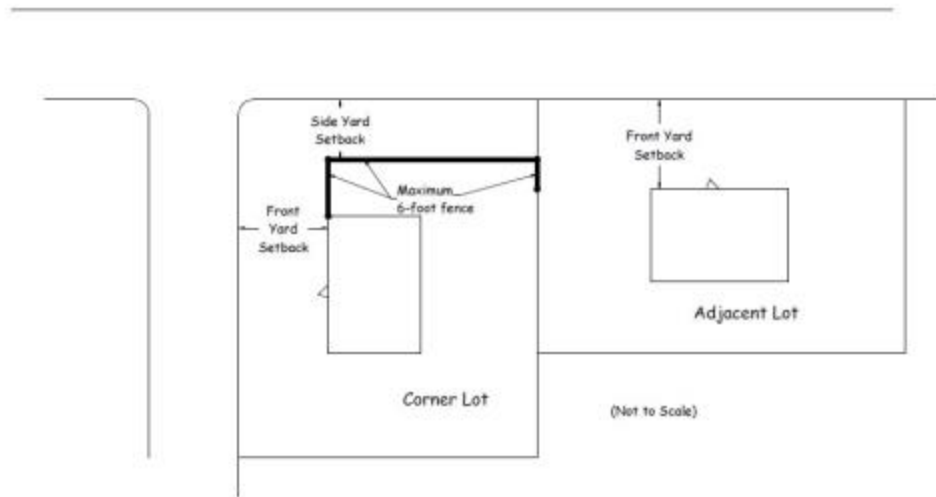 Side Yard
Setback
Front Yard
Setback
Maximum
6-foot fence
Front
Yard
Setback
Adjacent Lot
Corner Lot
(Not to Scale)